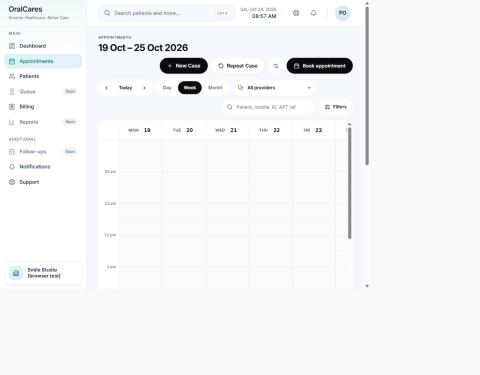 OralCares
Smarter Healthcare. Better Care.
MAIN
Dashboard
Appointments
Patients
Queue Soon
Billing
Reports Soon
ADDITIONAL
Follow-ups Soon
Notifications
Support
Smile Studio
(browser test)
Search patients and more...
Ctrl K
Sat, Oct 24, 2026
08:57 AM
PO
APPOINTMENTS
19 Oct – 25 Oct 2026
New Case
Repeat Case
Book appointment
Today
Day
Week
Month
All providers
Patient, mobile, ID, APT ref
Filters
MON 19
TUE 20
WED 21
THU 22
FRI 23
10 am
11 am
12 pm
1 pm